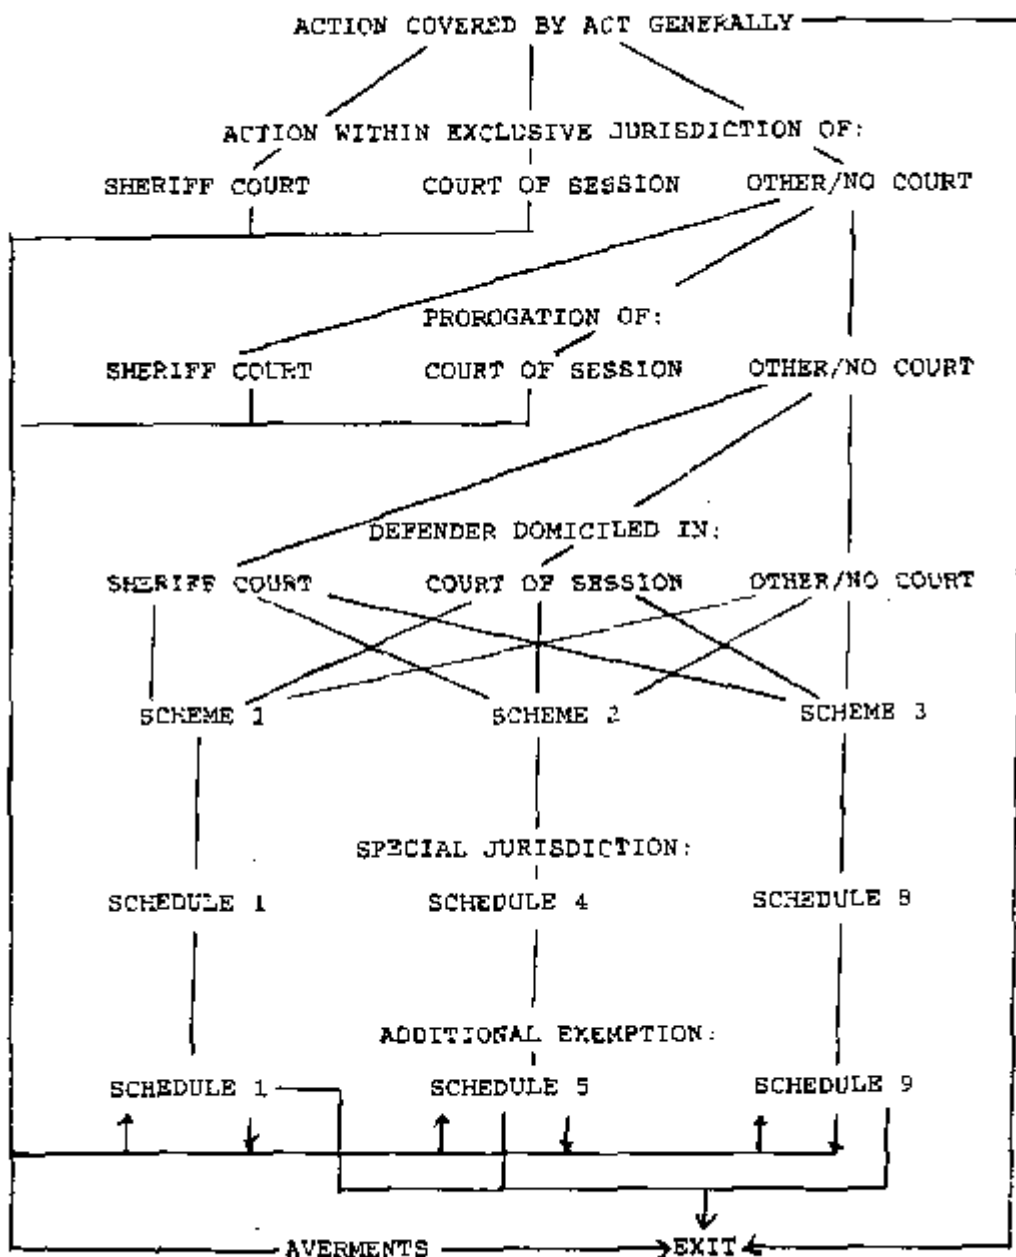 ACTION COVERED BY ACT GENERALLY
ACTION WITHIN EXCLUSIVE JURISDICTION OF:
SHERIFF COURT COURT OF SESSION OTHER/NO COURT
PROROGATION OF:
SHERIFF COURT COURT OF SESSION OTHER/NO COURT
DEFENDER DOMICILED IN:
SHERIFF COURT COURT OF SESSION OTHER/NO COURT
SCHEME 1 SCHEME 2 SCHEME 3
SPECIAL JURISDICTION:
SCHEDULE 1 SCHEDULE 4 SCHEDULE 8
ADDITIONAL EXEMPTION:
SCHEDULE 1 SCHEDULE 5 SCHEDULE 9
AVERMENTS EXIT